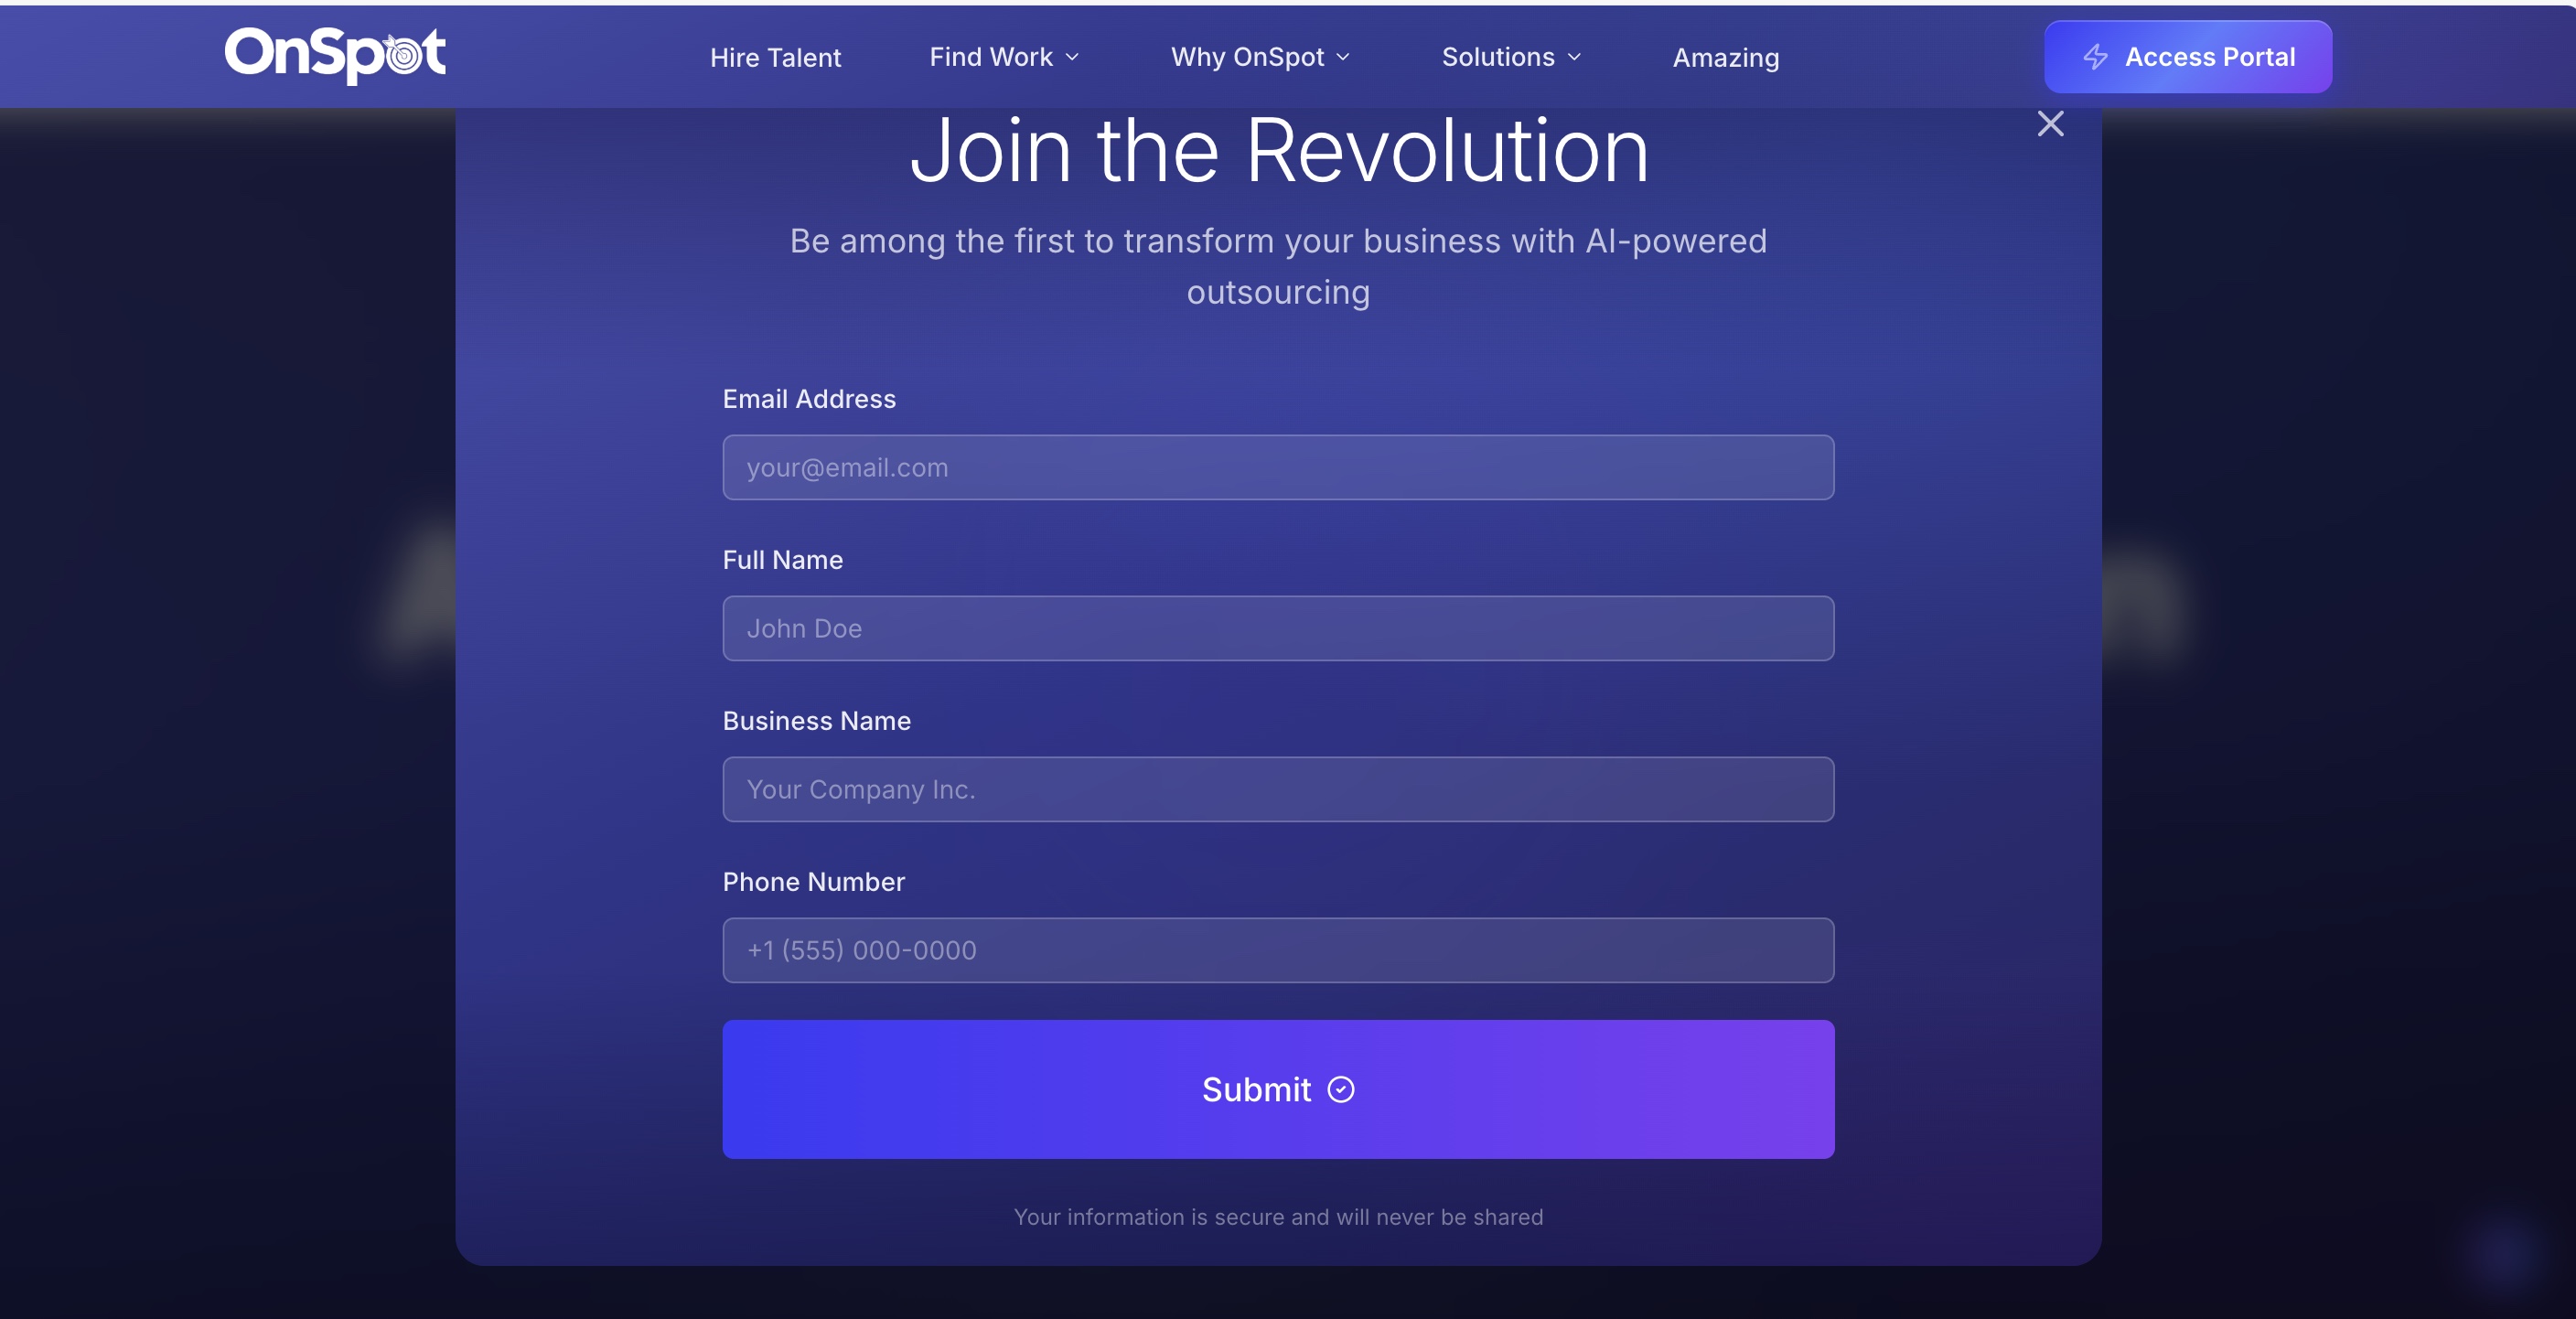 OnSpot
Hire Talent
Find Work
Why OnSpot
Solutions
Amazing
Access Portal
Join the Revolution
Be among the first to transform your business with AI-powered
outsourcing
Email Address
your@email.com
Full Name
John Doe
Business Name
Your Company Inc.
Phone Number
+1 (555) 000-0000
Submit
Your information is secure and will never be shared